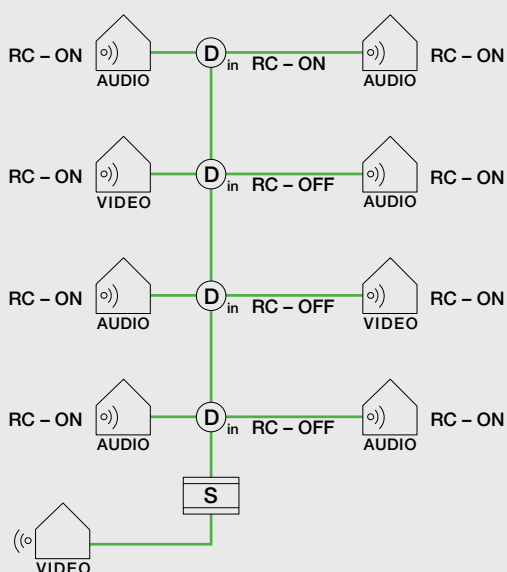 RC – ON AUDIO D in RC – ON AUDIO RC – ON
RC – ON VIDEO D in RC – OFF AUDIO RC – ON
RC – ON AUDIO D in RC – OFF VIDEO RC – ON
RC – ON AUDIO D in RC – OFF AUDIO RC – ON
S
VIDEO